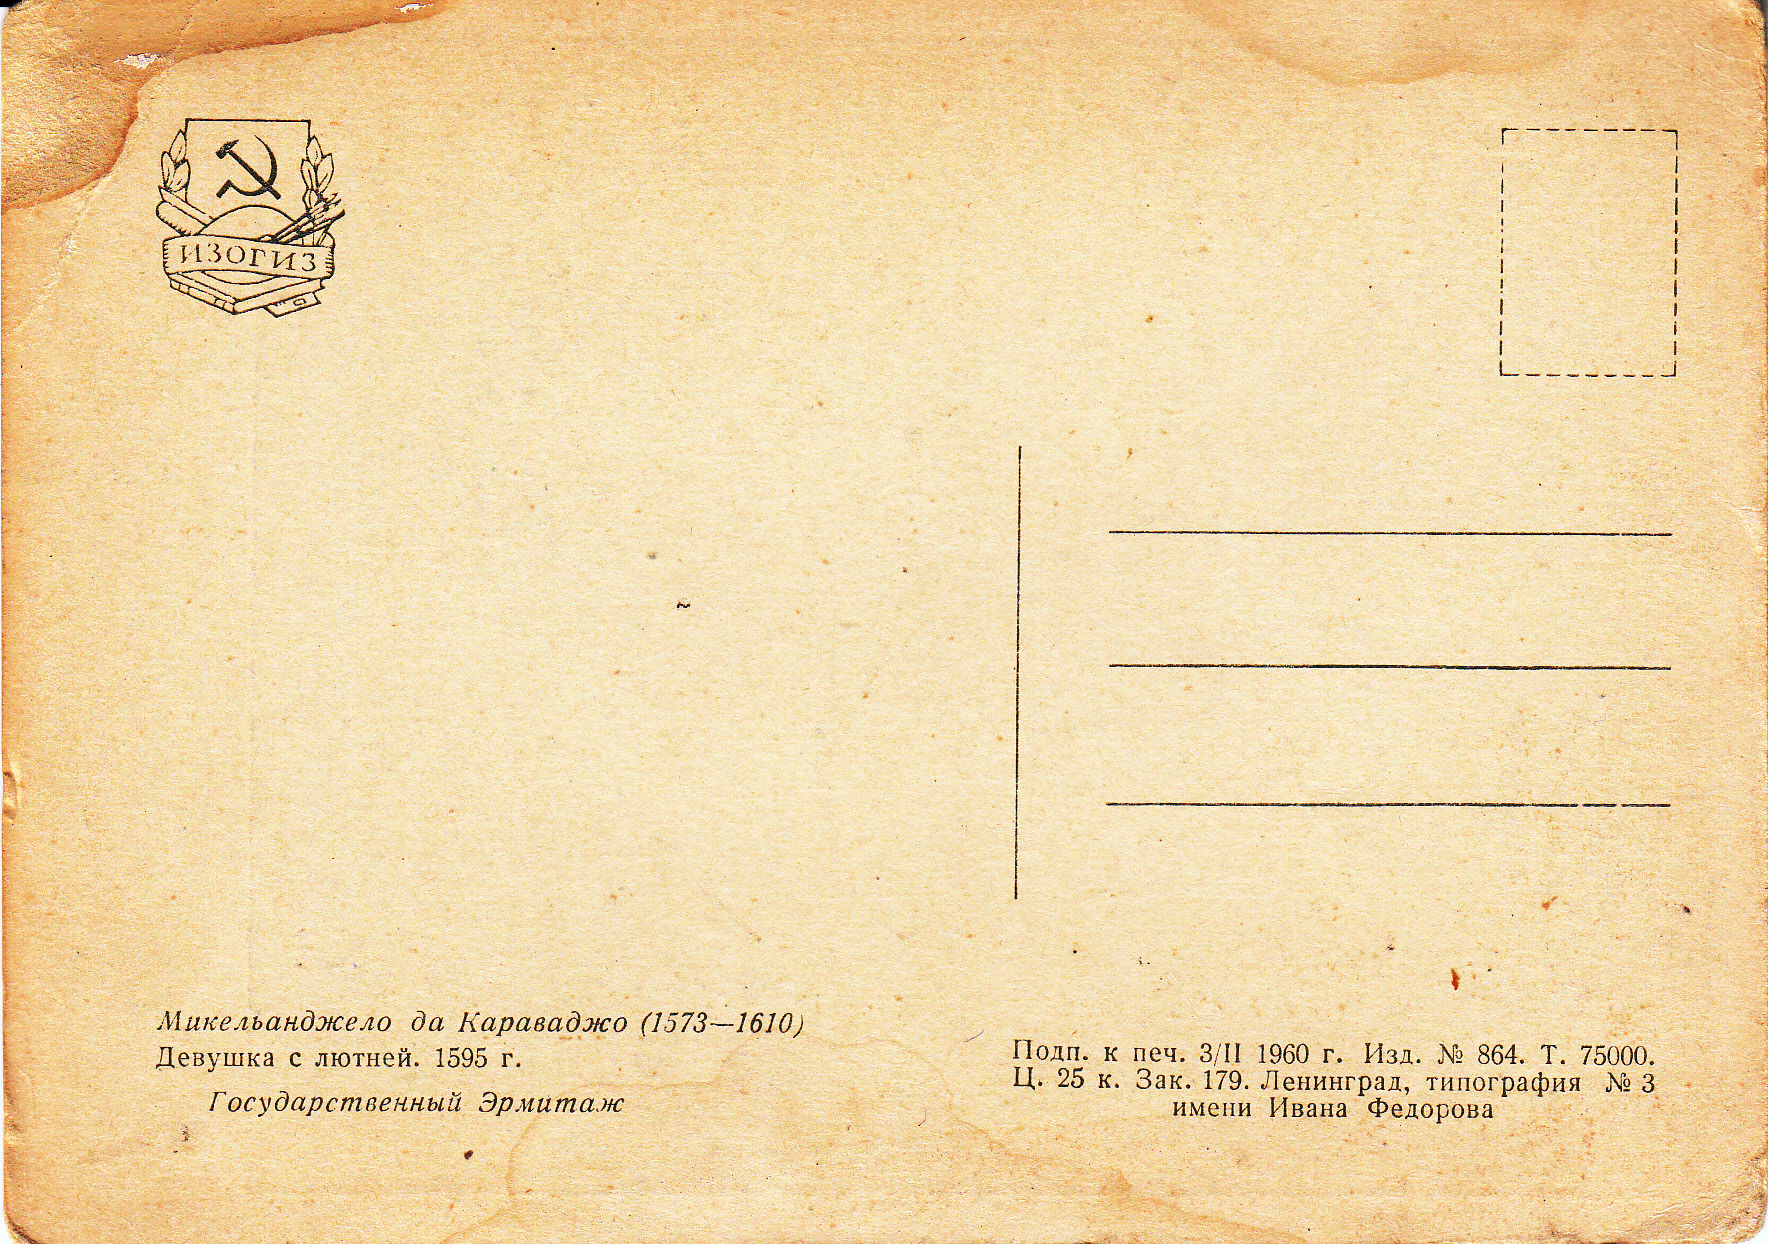 ИЗОГИЗ
Микельанджело да Караваджо (1573—1610)
Девушка с лютней. 1595 г.
Государственный Эрмитаж
Подп. к печ. 3/II 1960 г. Изд. № 864. Т. 75000.
Ц. 25 к. Зак. 179. Ленинград, типография № 3
имени Ивана Федорова